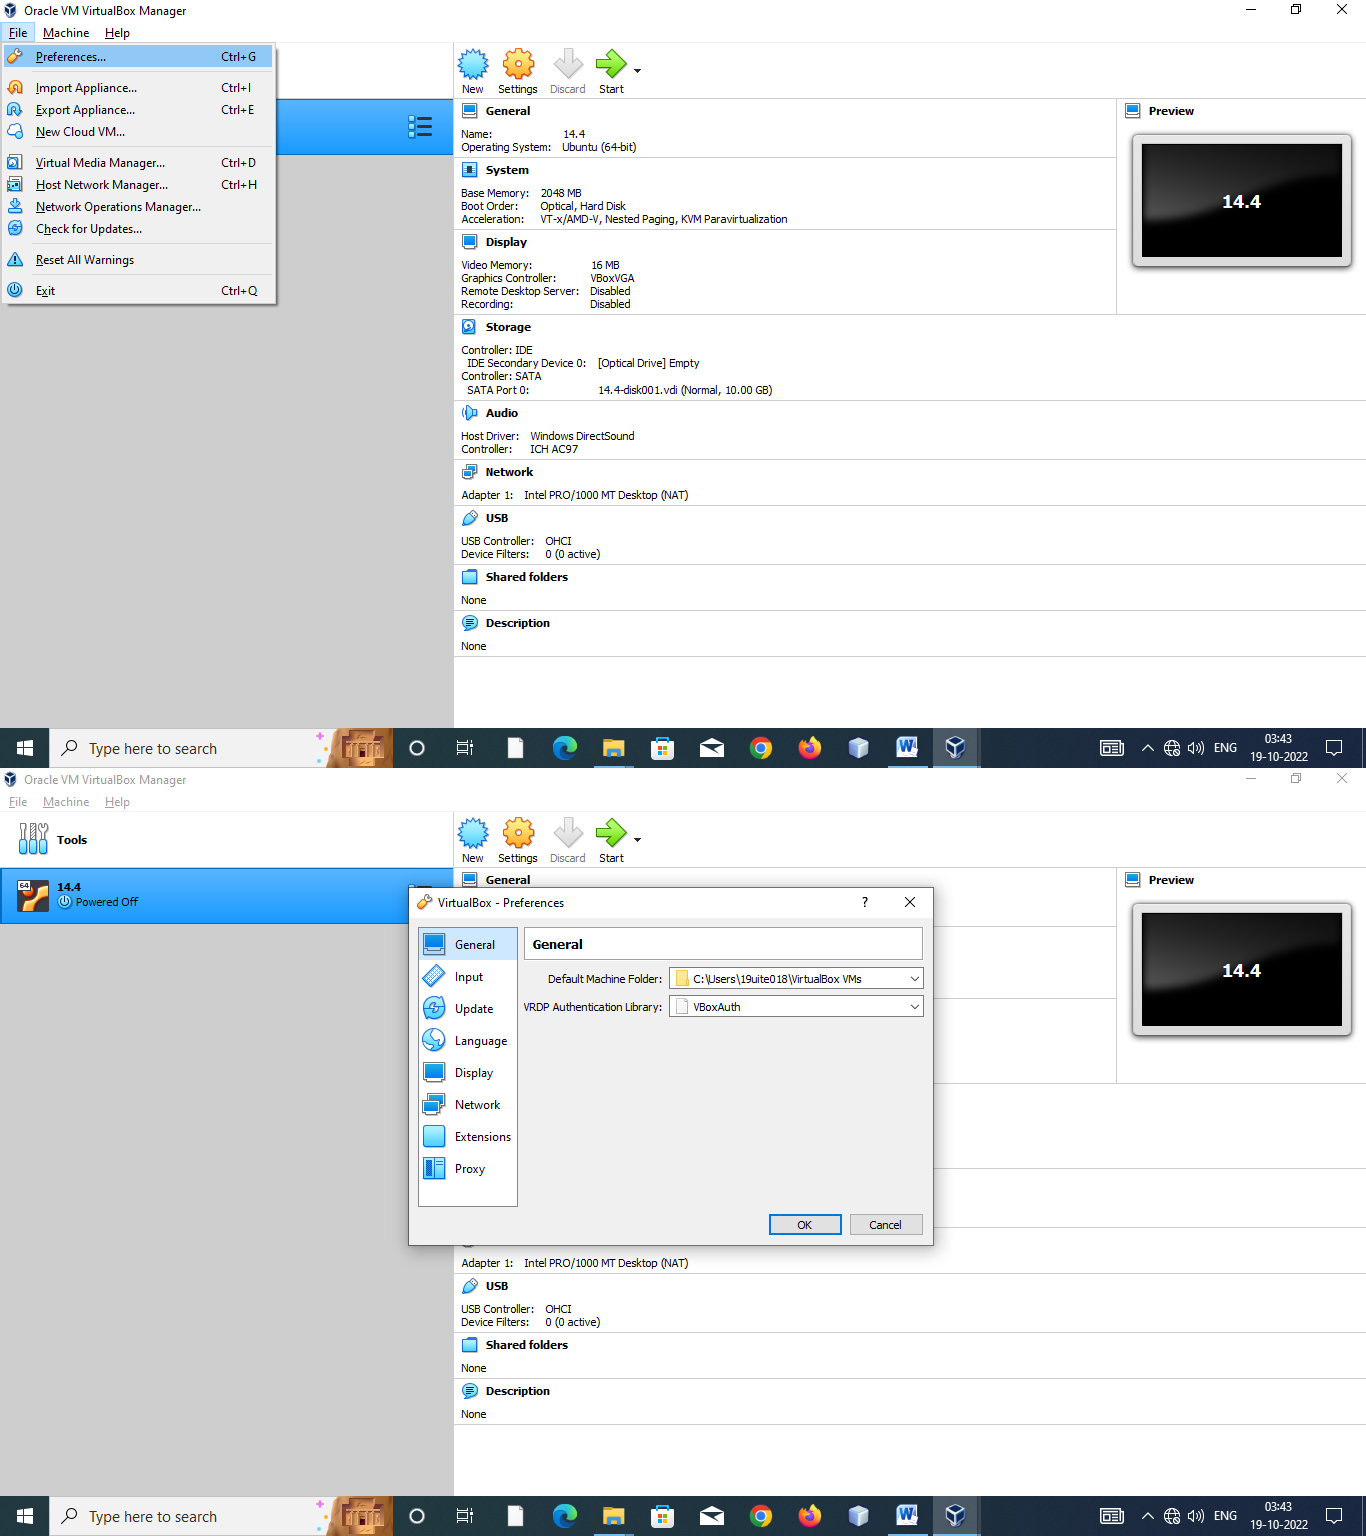 Oracle VM VirtualBox Manager
File Machine Help
Preferences... Ctrl+G
Import Appliance... Ctrl+I
Export Appliance... Ctrl+E
New Cloud VM...
Virtual Media Manager... Ctrl+D
Host Network Manager... Ctrl+H
Network Operations Manager...
Check for Updates...
Reset All Warnings
Exit Ctrl+Q
New Settings Discard Start
General
Name: 14.4
Operating System: Ubuntu (64-bit)
System
Base Memory: 2048 MB
Boot Order: Optical, Hard Disk
Acceleration: VT-x/AMD-V, Nested Paging, KVM Paravirtualization
Display
Video Memory: 16 MB
Graphics Controller: VBoxVGA
Remote Desktop Server: Disabled
Recording: Disabled
Storage
Controller: IDE
IDE Secondary Device 0: [Optical Drive] Empty
Controller: SATA
SATA Port 0: 14.4-disk001.vdi (Normal, 10.00 GB)
Audio
Host Driver: Windows DirectSound
Controller: ICH AC97
Network
Adapter 1: Intel PRO/1000 MT Desktop (NAT)
USB
USB Controller: OHCI
Device Filters: 0 (0 active)
Shared folders
None
Description
None
Preview
14.4
Type here to search
W
ENG
03:43
19-10-2022
Oracle VM VirtualBox Manager
File Machine Help
Tools
64
14.4
Powered Off
New Settings Discard Start
General
Preview
14.4
VirtualBox - Preferences ?
General
Input
Update
Language
Display
Network
Extensions
Proxy
General
Default Machine Folder: C:\Users\19uite018\VirtualBox VMs
VRDP Authentication Library: VBoxAuth
OK Cancel
Adapter 1: Intel PRO/1000 MT Desktop (NAT)
USB
USB Controller: OHCI
Device Filters: 0 (0 active)
Shared folders
None
Description
None
Type here to search
W
ENG
03:43
19-10-2022